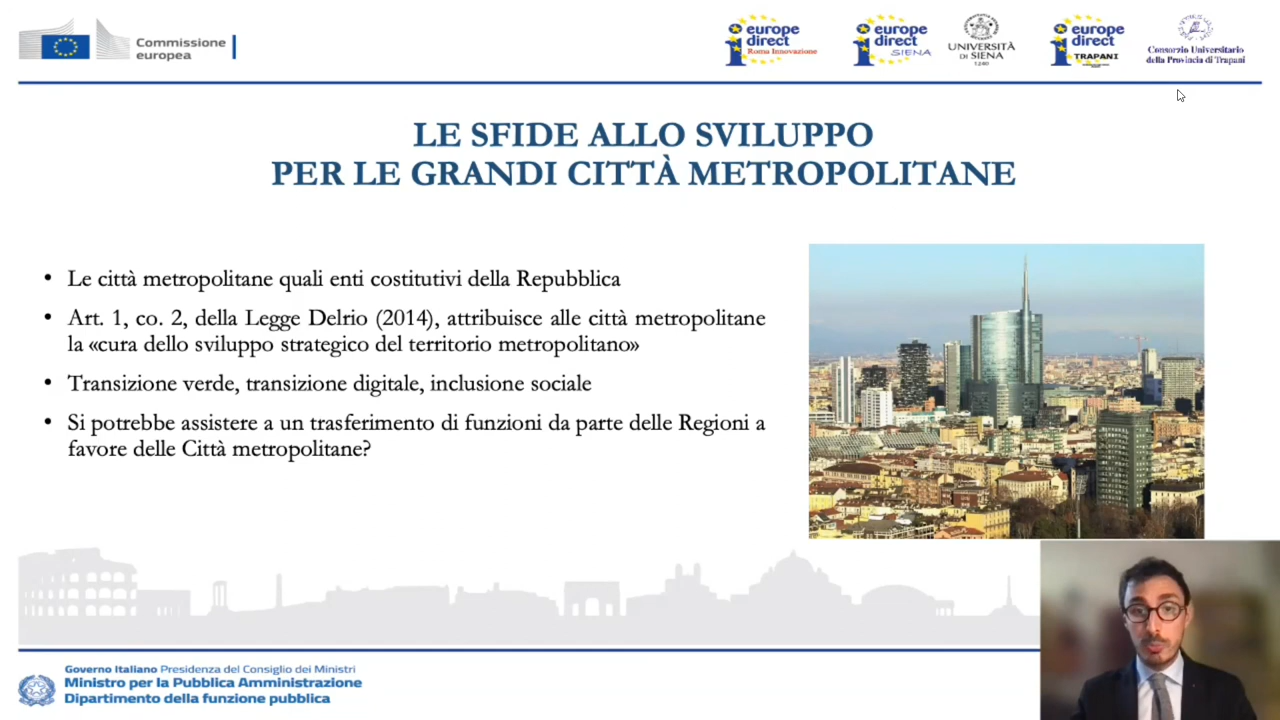 Commissione
europea
europe
direct
Roma Innovazione
europe
direct
SIENA
UNIVERSITÀ
DI SIENA
1240
europe
direct
TRAPANI
Consorzio Universitario
della Provincia di Trapani
LE SFIDE ALLO SVILUPPO
PER LE GRANDI CITTÀ METROPOLITANE
• Le città metropolitane quali enti costitutivi della Repubblica
• Art. 1, co. 2, della Legge Delrio (2014), attribuisce alle città metropolitane
la «cura dello sviluppo strategico del territorio metropolitano»
• Transizione verde, transizione digitale, inclusione sociale
• Si potrebbe assistere a un trasferimento di funzioni da parte delle Regioni a
favore delle Città metropolitane?
Governo Italiano Presidenza del Consiglio dei Ministri
Ministro per la Pubblica Amministrazione
Dipartimento della funzione pubblica